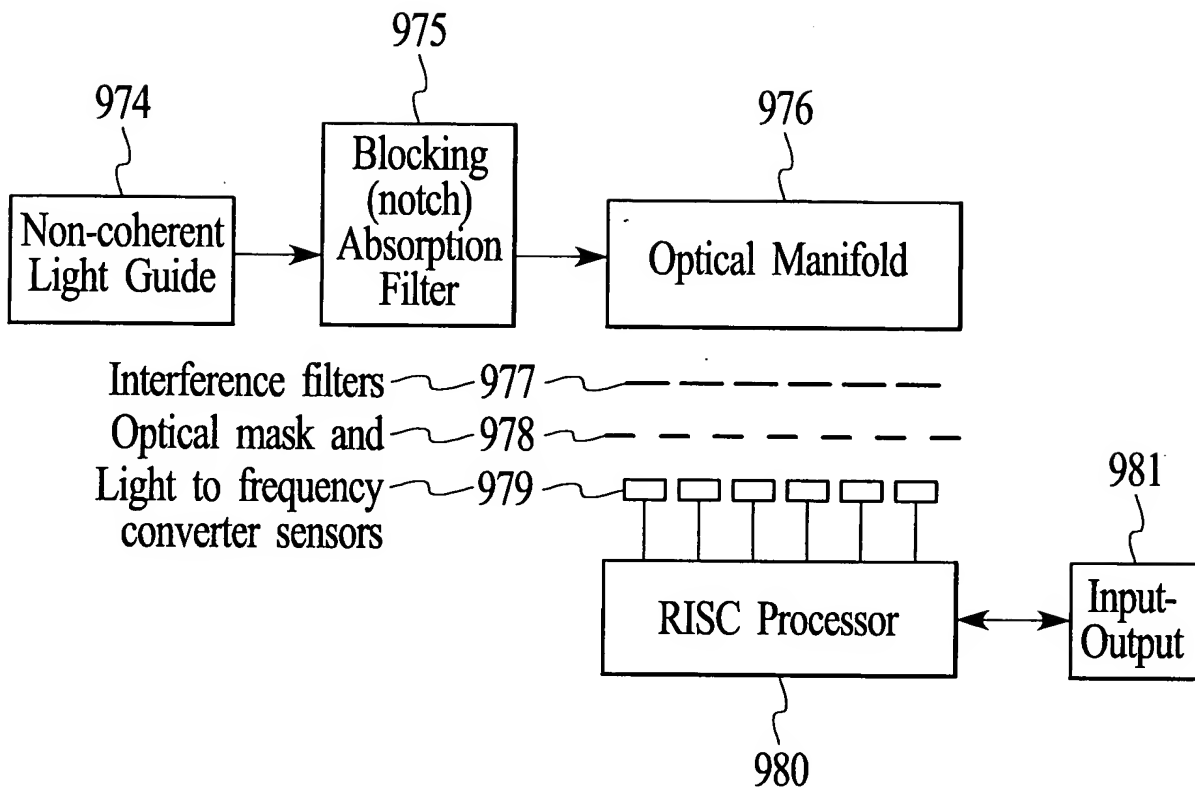 975
974
976
Blocking
(notch)
Absorption
Filter
Non-coherent
Light Guide
Optical Manifold
Interference filters 977
Optical mask and 978
Light to frequency 979
converter sensors
981
RISC Processor
Input-
Output
980